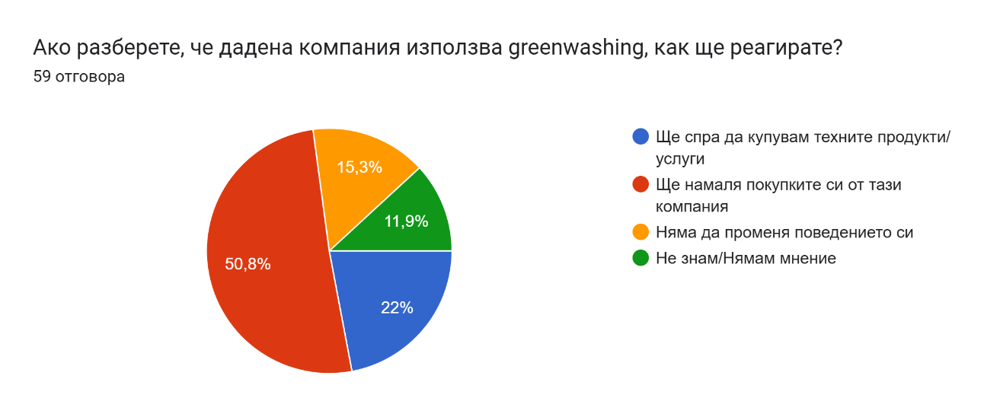 Ако разберете, че дадена компания използва greenwashing, как ще реагирате?
59 отговора
15,3%
11,9%
50,8%
22%
Ще спра да купувам техните продукти/
услуги
Ще намаля покупките си от тази
компания
Няма да променя поведението си
Не знам/Нямам мнение